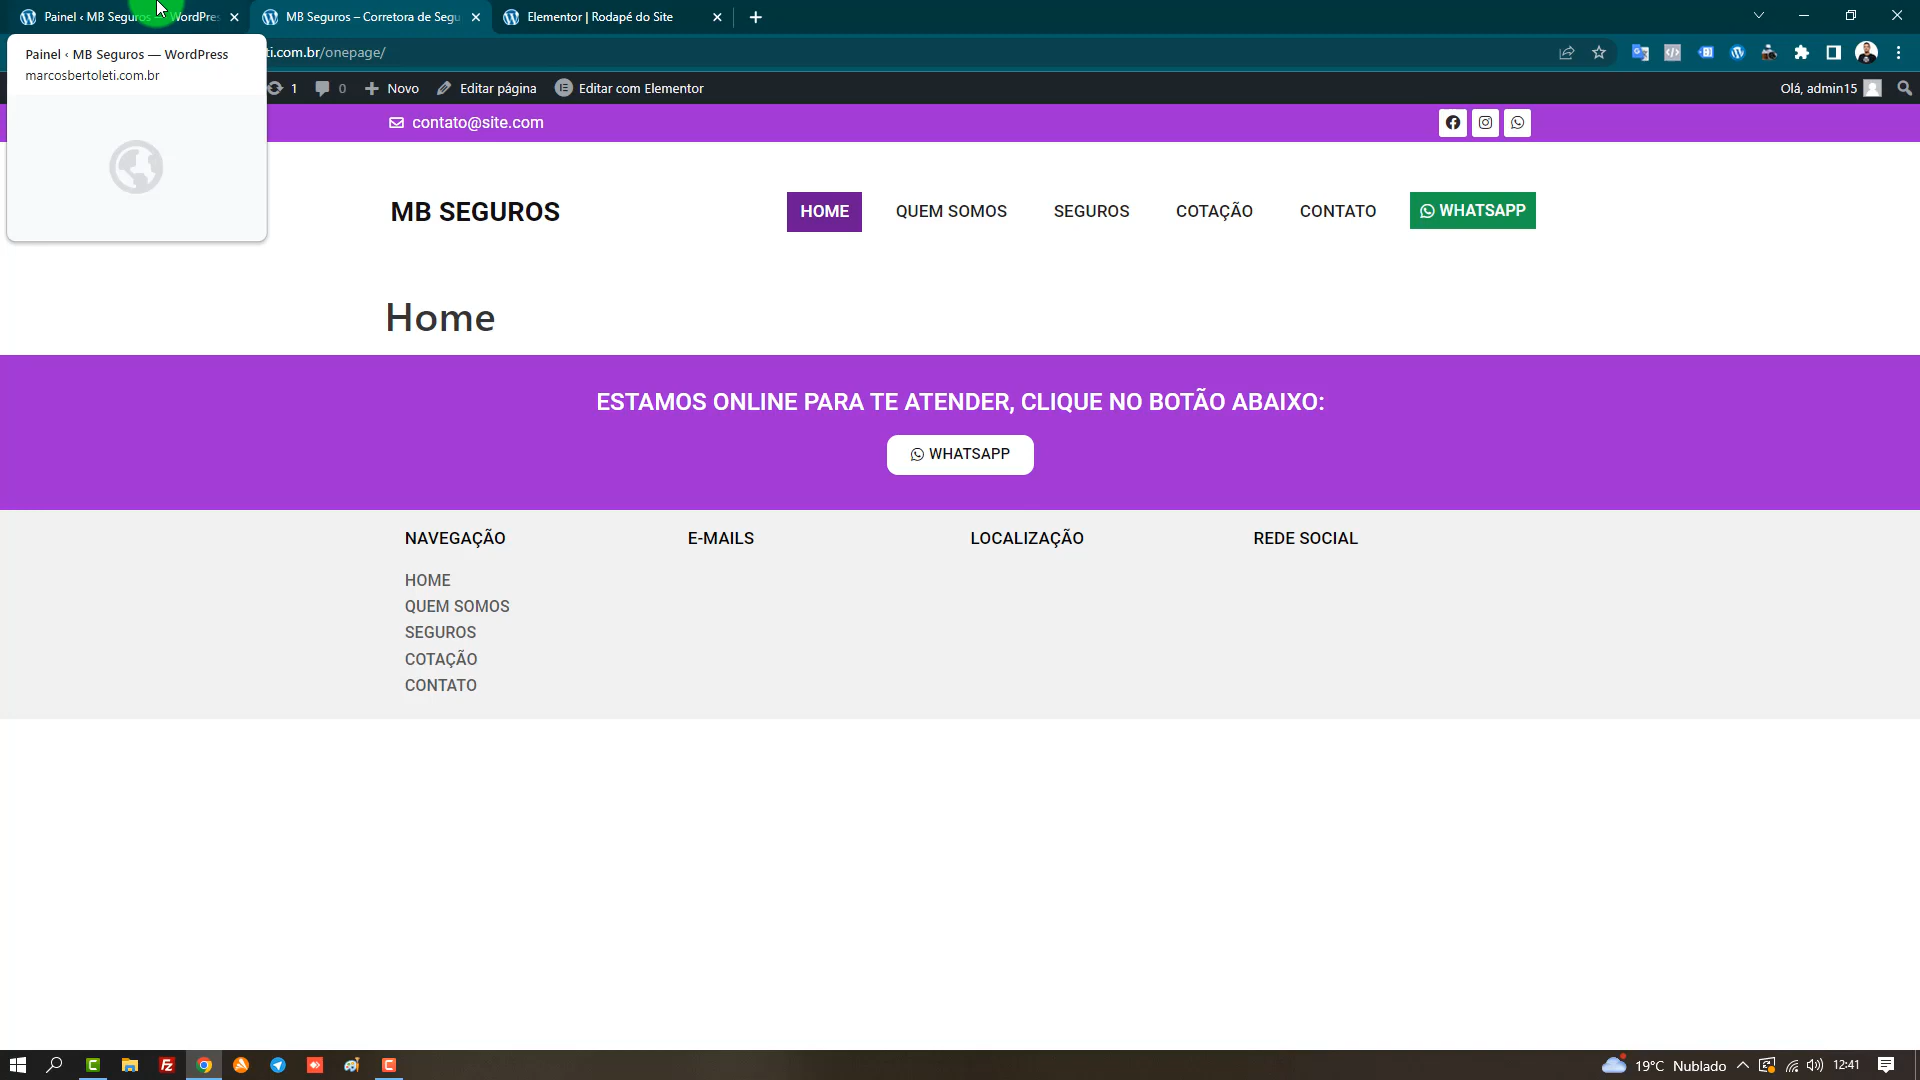 Painel ‹ MB Seguros WordPres
MB Seguros – Corretora de Segu
Elementor | Rodapé do Site
Painel ‹ MB Seguros — WordPress
marcosbertoleti.com.br
ti.com.br/onepage/
1
0
Novo
Editar página
Editar com Elementor
Olá, admin15
contato@site.com
MB SEGUROS
HOME
QUEM SOMOS
SEGUROS
COTAÇÃO
CONTATO
WHATSAPP
Home
ESTAMOS ONLINE PARA TE ATENDER, CLIQUE NO BOTÃO ABAIXO:
WHATSAPP
NAVEGAÇÃO
E-MAILS
LOCALIZAÇÃO
REDE SOCIAL
HOME
QUEM SOMOS
SEGUROS
COTAÇÃO
CONTATO
19°C Nublado
12:41